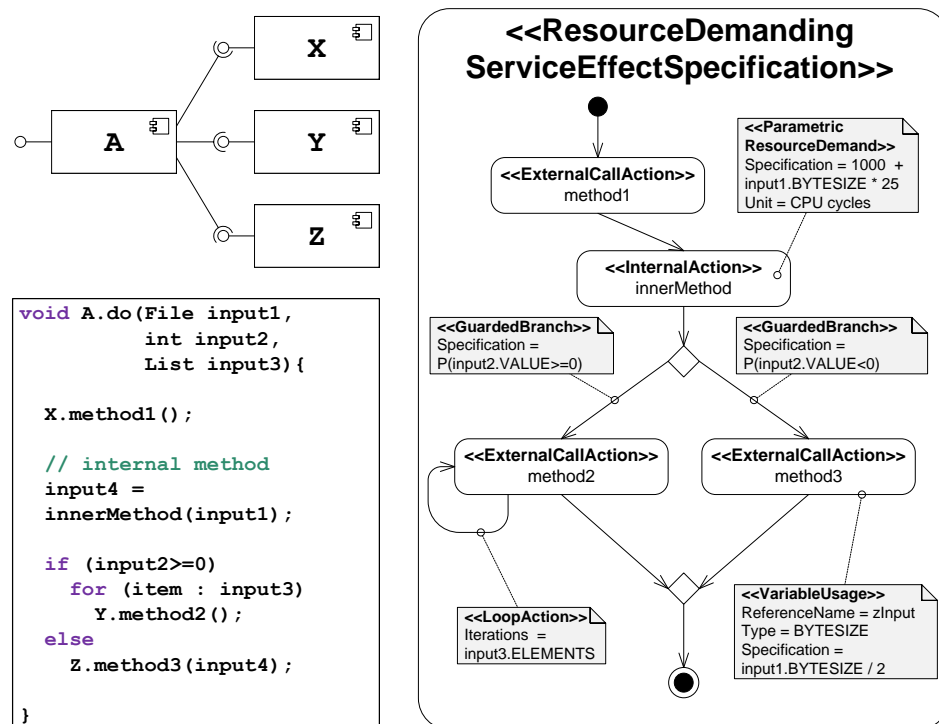 X
A
Y
Z
void A.do(File input1,
int input2,
List input3){
X.method1();
// internal method
input4 =
innerMethod(input1);
if (input2>=0)
for (item : input3)
Y.method2();
else
Z.method3(input4);
}
<<ResourceDemanding
ServiceEffectSpecification>>
<<Parametric
ResourceDemand>>
Specification = 1000 +
input1.BYTESIZE * 25
Unit = CPU cycles
<<ExternalCallAction>>
method1
<<InternalAction>>
innerMethod
<<GuardedBranch>>
Specification =
P(input2.VALUE>=0)
<<GuardedBranch>>
Specification =
P(input2.VALUE<0)
<<ExternalCallAction>>
method2
<<ExternalCallAction>>
method3
<<LoopAction>>
Iterations =
input3.ELEMENTS
<<VariableUsage>>
ReferenceName = zInput
Type = BYTESIZE
Specification =
input1.BYTESIZE / 2